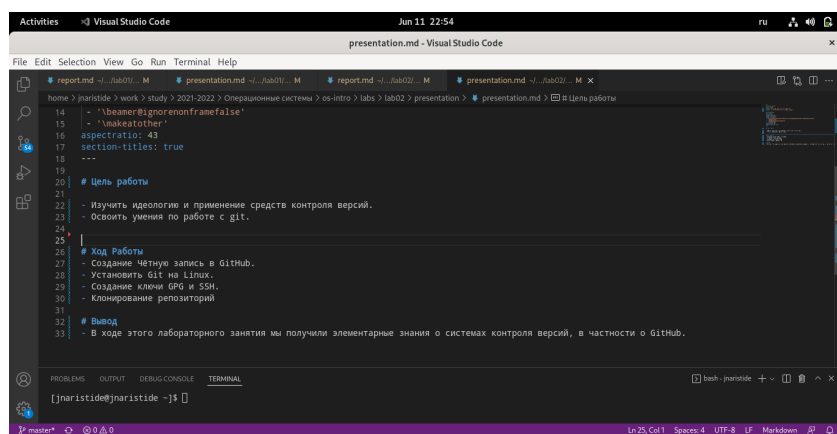 Activities Visual Studio Code Jun 11 22:54 ru
presentation.md - Visual Studio Code ×
File Edit Selection View Go Run Terminal Help
report.md ~/.../lab01/... M presentation.md ~/.../lab01/... M report.md ~/.../lab02/... M presentation.md ~/.../lab02/... M ×
home > jnaristide > work > study > 2021-2022 > Операционные системы > os-intro > labs > lab02 > presentation > presentation.md > # Цель работы
14 - '\beamer@ignorenonframefalse'
15 - '\makeatother'
16 aspectratio: 43
17 section-titles: true
18 ---
19
20 # Цель работы
21
22 - Изучить идеологию и применение средств контроля версий.
23 - Освоить умения по работе с git.
24
25
26 # Ход Работы
27 - Создание Чётную запись в GitHub.
28 - Установить Git на Linux.
29 - Создание ключи GPG и SSH.
30 - Клонирование репозиторий
31
32 # Вывод
33 - В ходе этого лабораторного занятия мы получили элементарные знания о системах контроля версий, в частности о GitHub.
54
PROBLEMS OUTPUT DEBUG CONSOLE TERMINAL bash - jnaristide
[jnaristide@jnaristide ~]$
1
master* 0 0 Ln 25, Col 1 Spaces: 4 UTF-8 LF Markdown